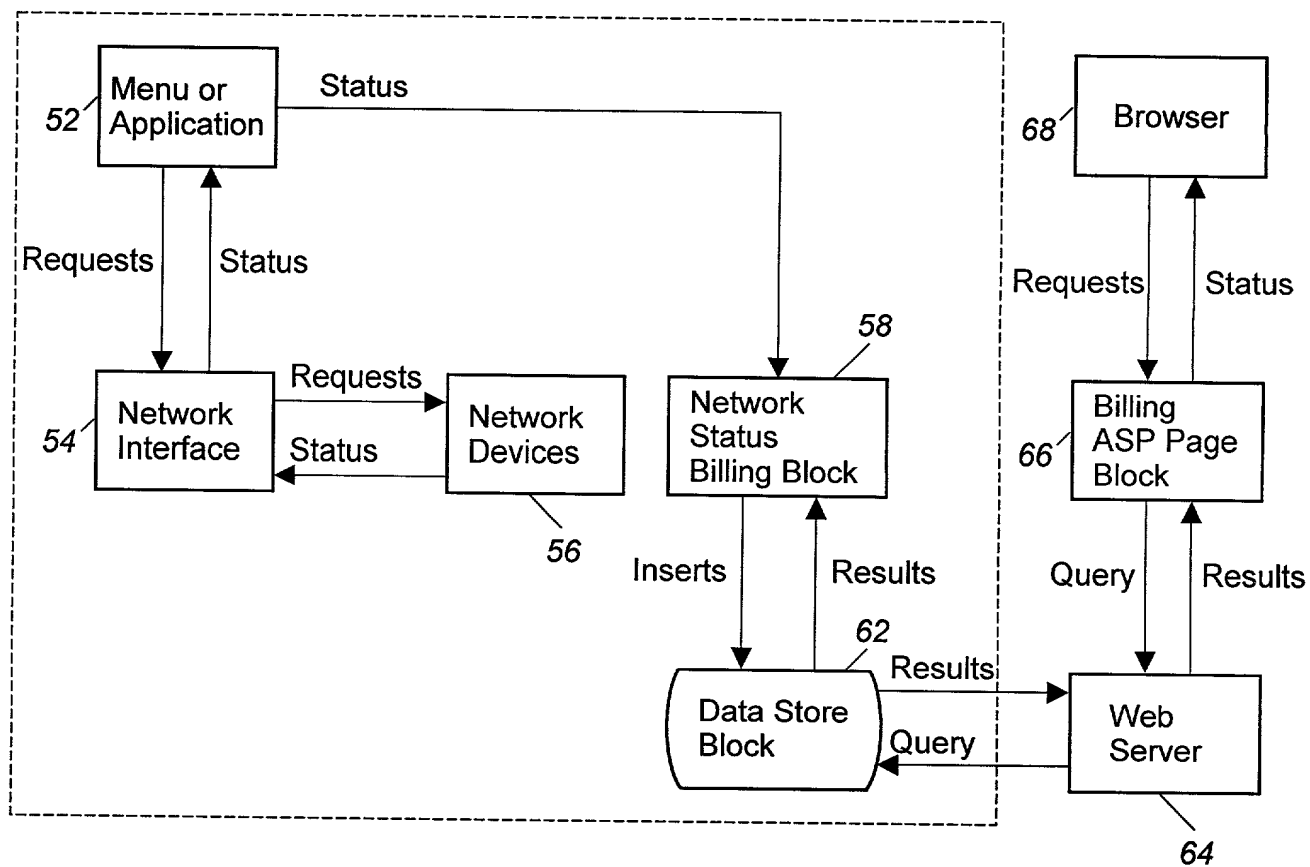 Menu or
Application
52
Status
Browser
68
Requests
Status
Requests
Status
58
Network
Interface
54
Requests
Status
Network
Devices
56
Network
Status
Billing Block
Billing
ASP Page
Block
66
Inserts
Results
Query
Results
62
Data Store
Block
Results
Query
Web
Server
64